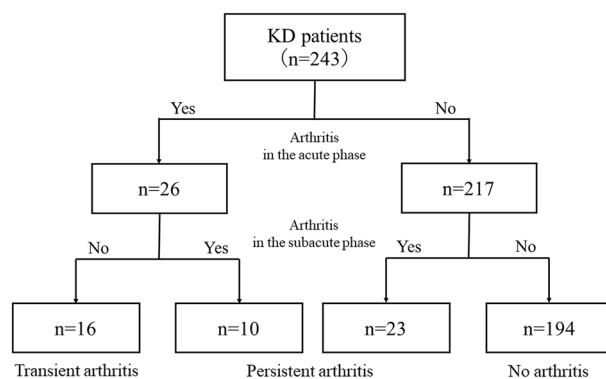 KD patients
(n=243)
Yes
No
Arthritis
in the acute phase
n=26
n=217
Arthritis
in the subacute phase
No
Yes
Yes
No
n=16
n=10
n=23
n=194
Transient arthritis
Persistent arthritis
No arthritis